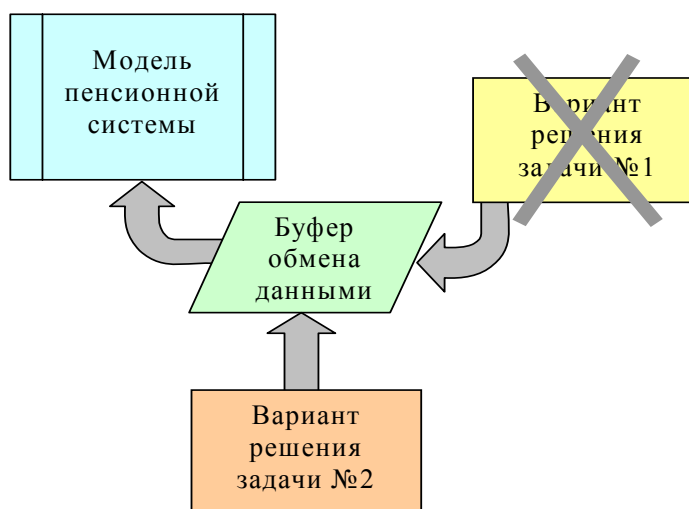 Модель
пенсионной
системы
Вариант
решения
задачи №1
Буфер
обмена
данными
Вариант
решения
задачи №2